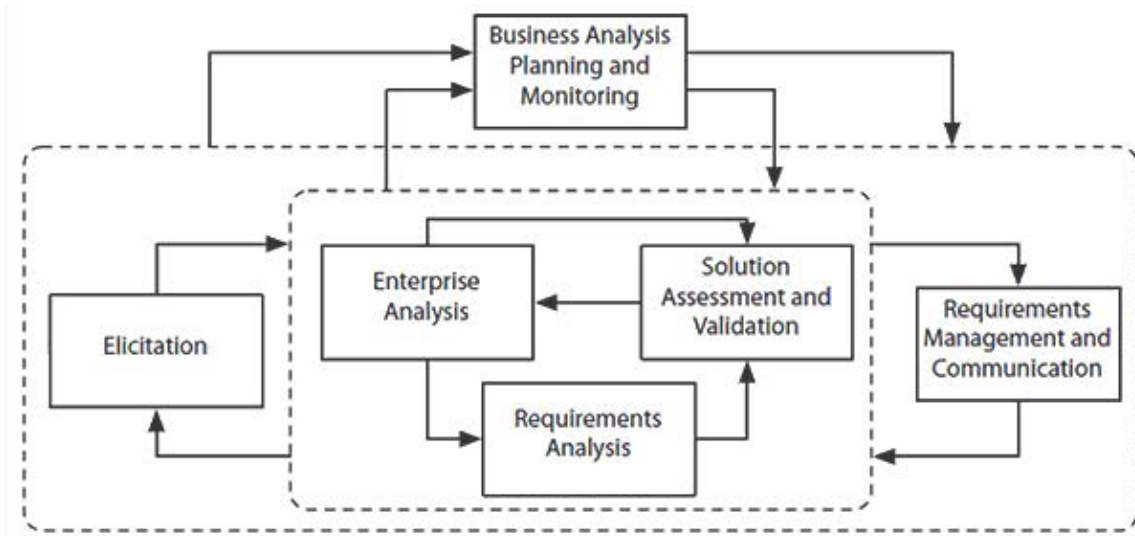 Business Analysis
Planning and
Monitoring
Enterprise
Analysis
Solution
Assessment and
Validation
Elicitation
Requirements
Management and
Communication
Requirements
Analysis